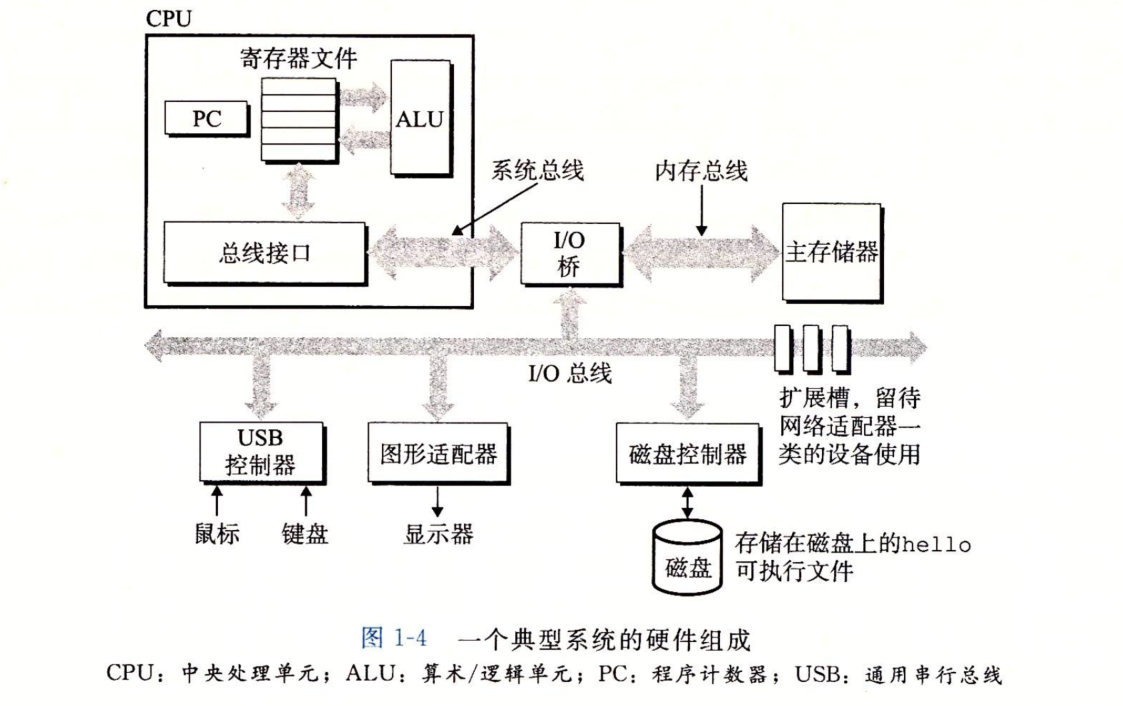 CPU
寄存器文件
PC
ALU
系统总线
内存总线
总线接口
I/O
桥
主存储器
I/O 总线
扩展槽，留待
网络适配器一
类的设备使用
USB
控制器
图形适配器
磁盘控制器
鼠标
键盘
显示器
磁盘
存储在磁盘上的hello
可执行文件
图 1-4 一个典型系统的硬件组成
CPU：中央处理单元；ALU：算术/逻辑单元；PC：程序计数器；USB：通用串行总线